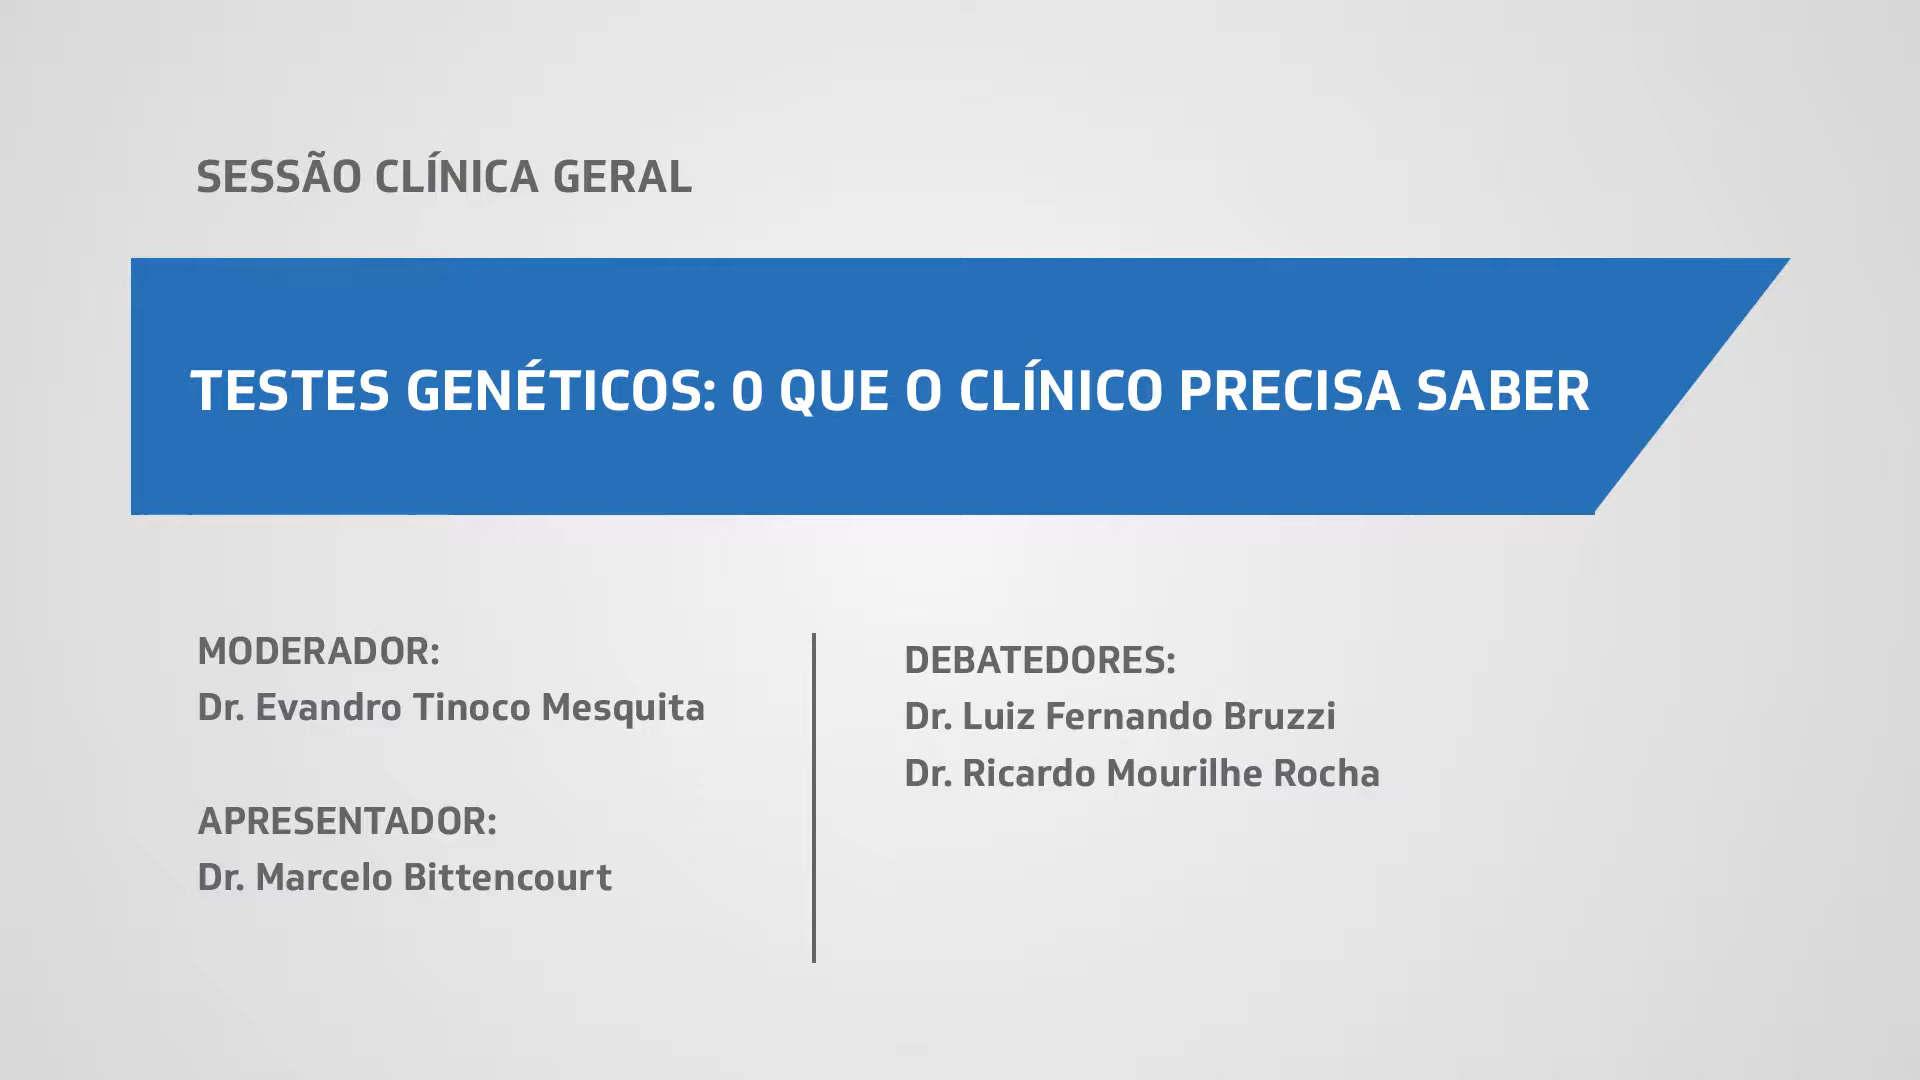 SESSÃO CLÍNICA GERAL
TESTES GENÉTICOS: O QUE O CLÍNICO PRECISA SABER
MODERADOR:
Dr. Evandro Tinoco Mesquita
APRESENTADOR:
Dr. Marcelo Bittencourt
DEBATEDORES:
Dr. Luiz Fernando Bruzzi
Dr. Ricardo Mourilhe Rocha